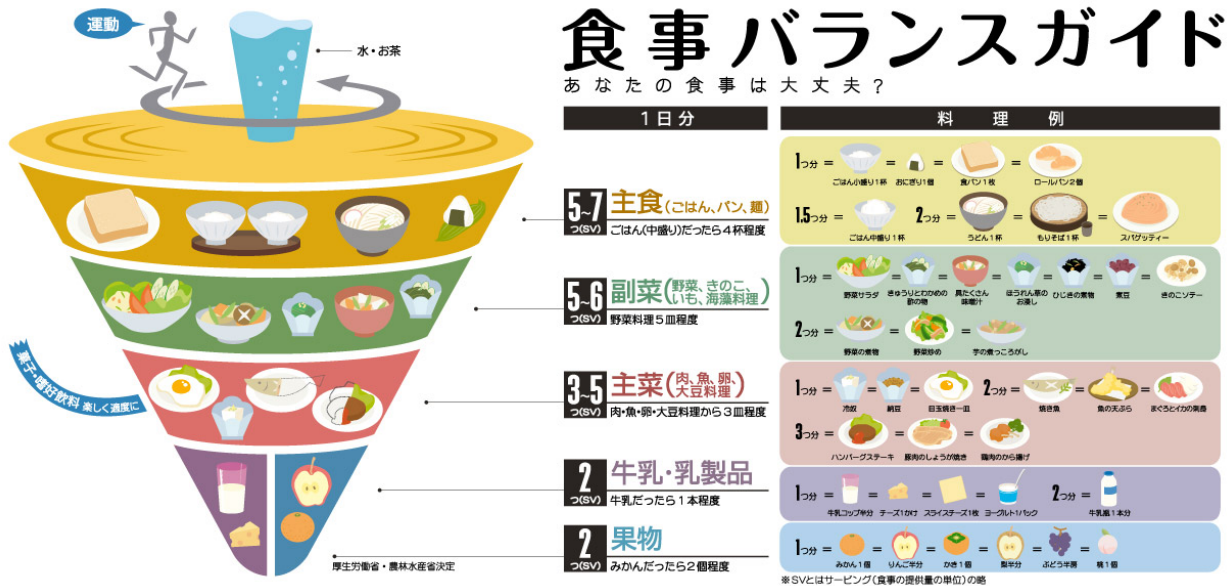 運動
水・お茶
菓子・嗜好飲料 楽しく適度に
厚生労働省・農林水産省決定
食事バランスガイド
あなたの食事は大丈夫?
1日分
料理例
5~7
つ(SV)
主食(ごはん、パン、麺)
ごはん(中盛り)だったら4杯程度
5~6
つ(SV)
副菜(野菜、きのこ、
いも、海藻料理)
野菜料理5皿程度
3~5
つ(SV)
主菜(肉、魚、卵、
大豆料理)
肉・魚・卵・大豆料理から3皿程度
2
つ(SV)
牛乳・乳製品
牛乳だったら1本程度
2
つ(SV)
果物
みかんだったら2個程度
1つ分 = = = =
ごはん小盛り1杯 おにぎり1個 食パン1枚 ロールパン2個
1.5つ分 = 2つ分 = = =
ごはん中盛り1杯 うどん1杯 もりそば1杯 スパゲッティー
1つ分 = = = = = = =
野菜サラダ きゅうりとわかめの 具たくさん ほうれん草の ひじきの煮物 煮豆 きのこソテー
酢の物 味噌汁 お浸し
2つ分 = = =
野菜の煮物 野菜炒め 芋の煮っころがし
1つ分 = = = 2つ分 = = =
冷奴 納豆 目玉焼き一皿 焼き魚 魚の天ぷら まぐろとイカの刺身
3つ分 = = =
ハンバーグステーキ 豚肉のしょうが焼き 鶏肉のから揚げ
1つ分 = = = = 2つ分 =
牛乳コップ半分 チーズ1かけ スライスチーズ1枚 ヨーグルト1パック 牛乳瓶1本分
1つ分 = = = = = =
みかん1個 りんご半分 かき1個 梨半分 ぶどう半房 桃1個
※SVとはサービング(食事の提供量の単位)の略